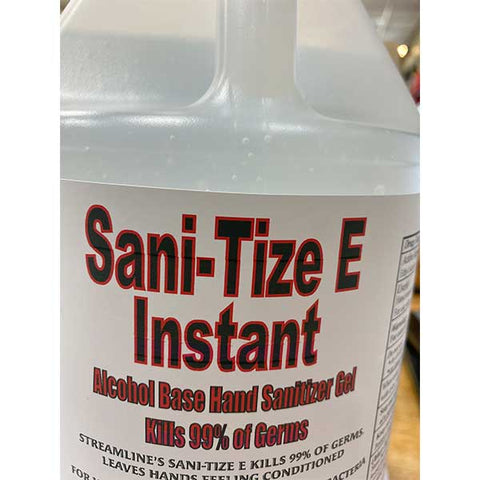 Sani-Tize E
Instant
Alcohol Base Hand Sanitizer Gel
Kills 99% of Germs
STREAMLINE'S SANI-TIZE E KILLS 99% OF GERMS.
LEAVES HANDS FEELING CONDITIONED
BACTERIA